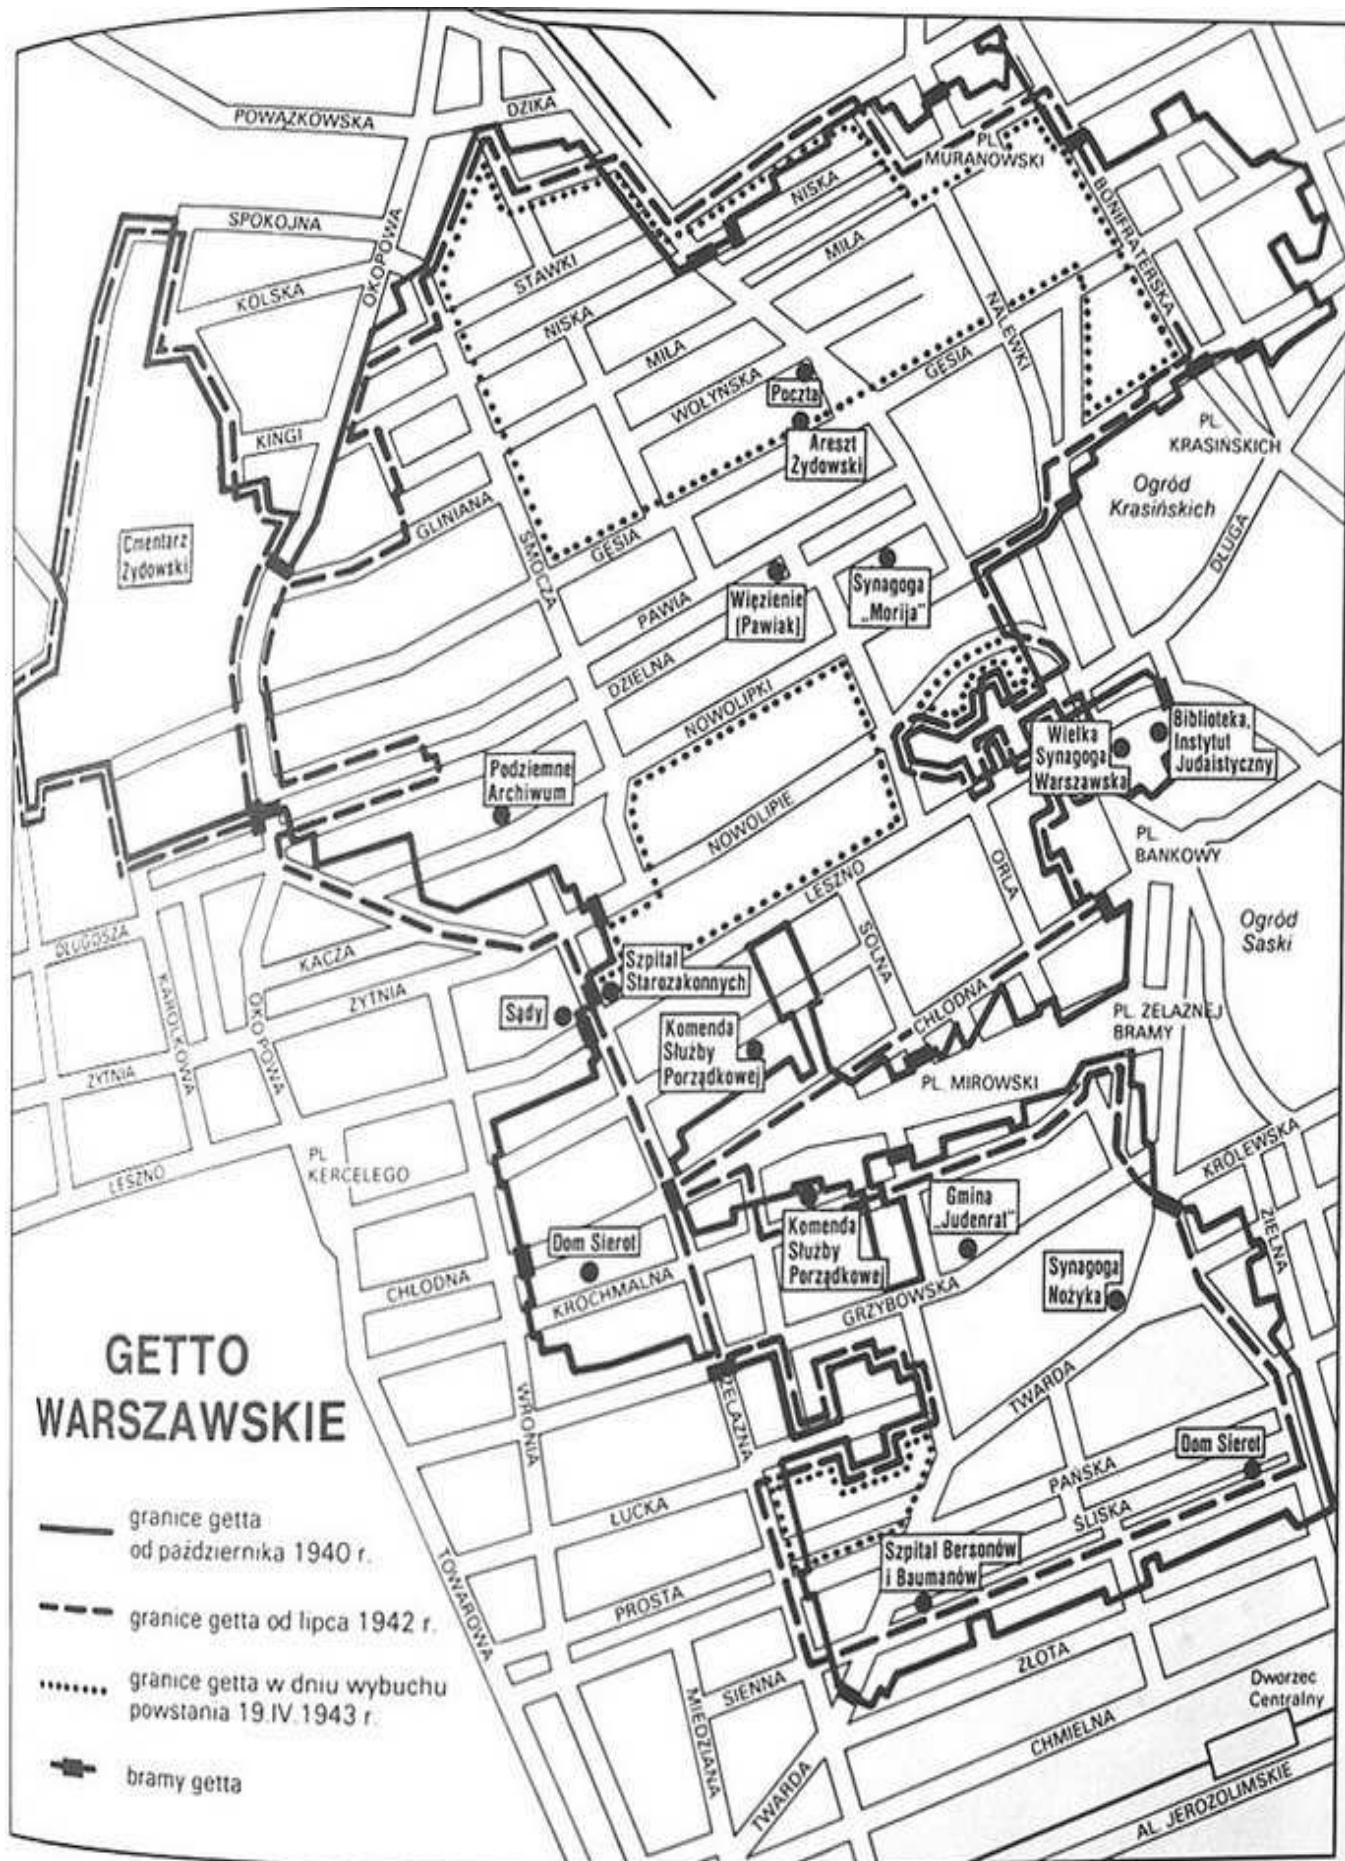 DZIKA
POWĄZKOWSKA
PL.
MURANOWSKI
NISKA
BONIFRATERSKA
SPOKOJNA
OKOPOWA
MIŁA
STAWKI
KOLSKA
NALEWKI
NISKA
MIŁA
GĘSIA
WOŁYŃSKA
Poczta
PL.
KRASIŃSKICH
KINGI
Areszt
Żydowski
Ogród
Krasińskich
GLINIANA
Cmentarz
Żydowski
SMOCZA
GĘSIA
DŁUGA
Synagoga
„Morija”
Więzienie
(Pawiak)
PAWIA
DZIELNA
NOWOLIPKI
Biblioteka,
Instytut
Judaistyczny
Wielka
Synagoga
Warszawska
Podziemne
Archiwum
NOWOLIPIE
PL.
BANKOWY
LESZNO
ORLA
Ogród
Saski
DŁUGOSZA
KACZA
SOLNA
Szpital
Starozakonnych
KAROLKOWA
OKOPOWA
ŻYTNIA
Sądy
CHŁODNA
PL. ŻELAZNEJ
BRAMY
Komenda
Służby
Porządkowej
ŻYTNIA
PL. MIROWSKI
LESZNO
PL
KERCELEGO
KRÓLEWSKA
Gmina
„Judenrat”
ZIELNA
Komenda
Służby
Porządkowej
Dom Sierot
Synagoga
Nożyka
CHŁODNA
KROCHMALNA
GRZYBOWSKA
GETTO
WARSZAWSKIE
WRONIA
ŻELAZNA
TWARDA
Dom Sierot
PAŃSKA
ŚLISKA
ŁUCKA
granice getta
od października 1940 r.
TOWAROWA
Szpital Bersonów
i Baumanów
PROSTA
granice getta od lipca 1942 r.
ZŁOTA
SIENNA
MIEDZIANA
granice getta w dniu wybuchu
powstania 19.IV.1943 r.
Dworzec
Centralny
CHMIELNA
bramy getta
TWARDA
AL. JEROZOLIMSKIE